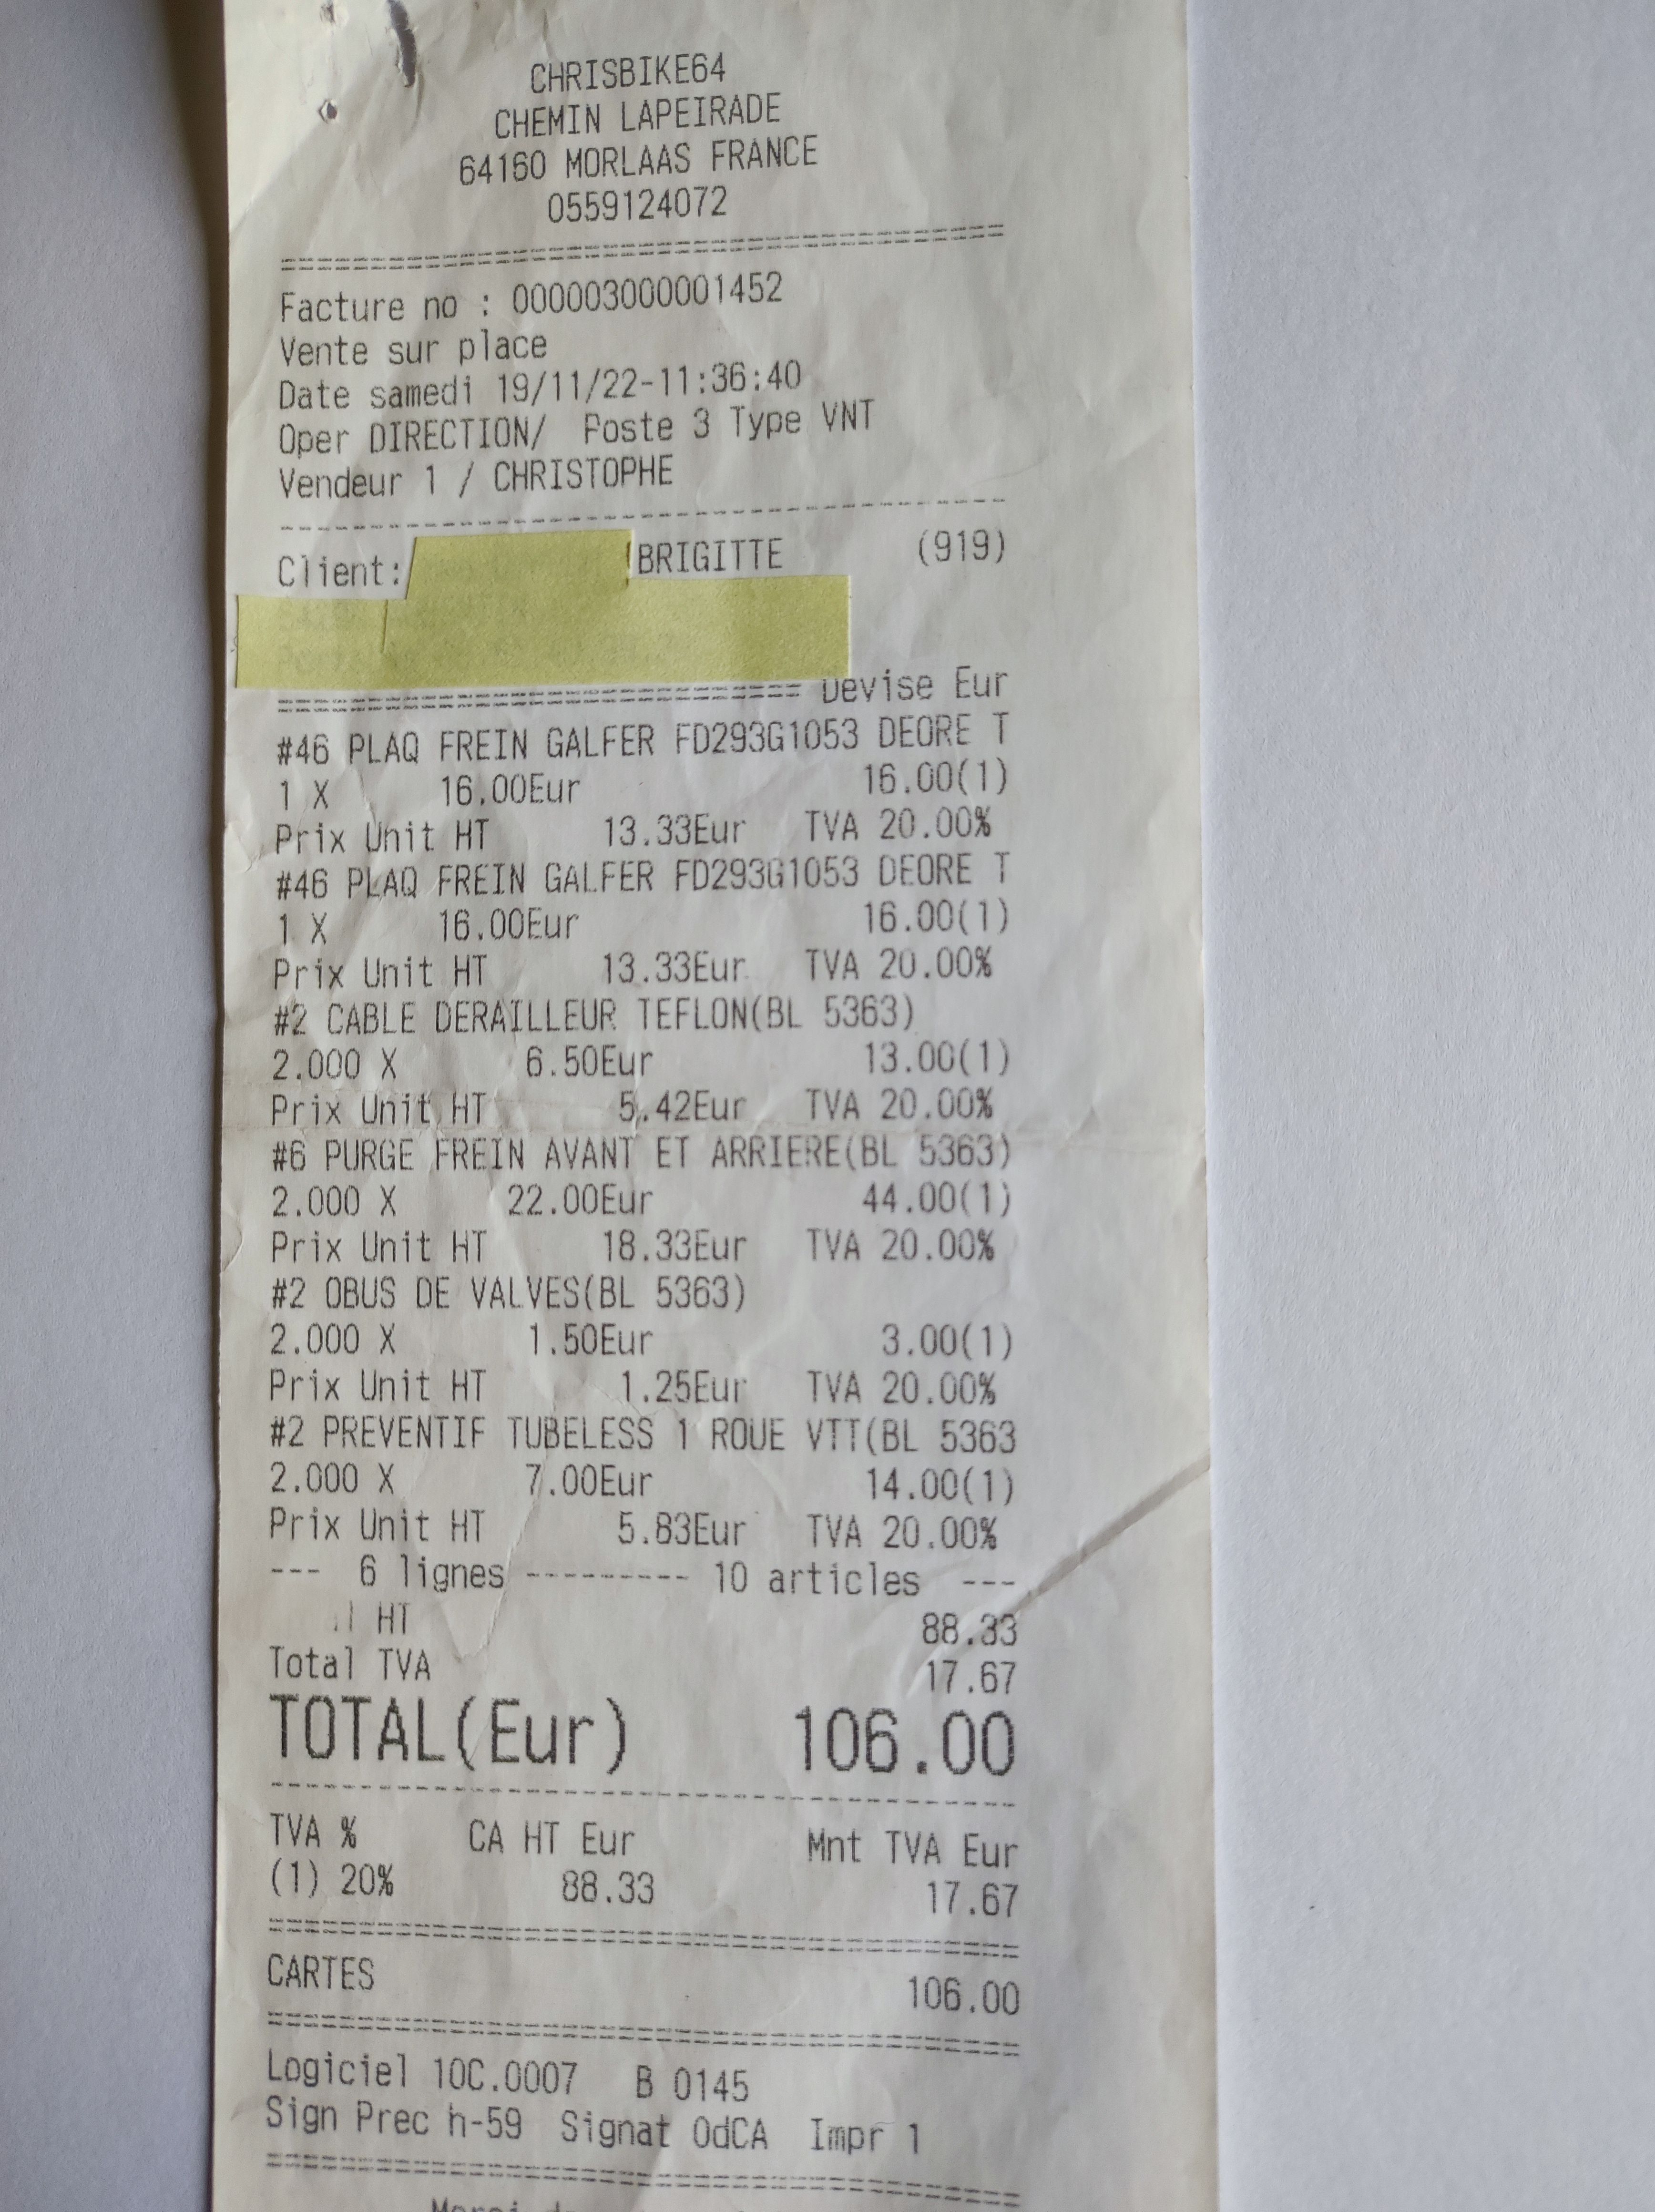 CHRISBIKE64
CHEMIN LAPEIRADE
64160 MORLAAS FRANCE
0559124072
Facture no : 000003000001452
Vente sur place
Date samedi 19/11/22-11:36:40
Oper DIRECTION/ Poste 3 Type VNT
Vendeur 1 / CHRISTOPHE
Client: BRIGITTE (919)
Devise Eur
#46 PLAQ FREIN GALFER FD293G1053 DEORE T
1 X 16.00Eur 16.00(1)
Prix Unit HT 13.33Eur TVA 20.00%
#46 PLAQ FREIN GALFER FD293G1053 DEORE T
1 X 16.00Eur 16.00(1)
Prix Unit HT 13.33Eur TVA 20.00%
#2 CABLE DERAILLEUR TEFLON(BL 5363)
2.000 X 6.50Eur 13.00(1)
Prix Unit HT 5.42Eur TVA 20.00%
#6 PURGE FREIN AVANT ET ARRIERE(BL 5363)
2.000 X 22.00Eur 44.00(1)
Prix Unit HT 18.33Eur TVA 20.00%
#2 OBUS DE VALVES(BL 5363)
2.000 X 1.50Eur 3.00(1)
Prix Unit HT 1.25Eur TVA 20.00%
#2 PREVENTIF TUBELESS 1 ROUE VTT(BL 5363
2.000 X 7.00Eur 14.00(1)
Prix Unit HT 5.83Eur TVA 20.00%
--- 6 lignes --------- 10 articles ---
HT 88.33
Total TVA 17.67
TOTAL(Eur) 106.00
TVA % CA HT Eur Mnt TVA Eur
(1) 20% 88.33 17.67
CARTES 106.00
Logiciel 10C.0007 B 0145
Sign Prec h-59 Signat OdCA Impr 1